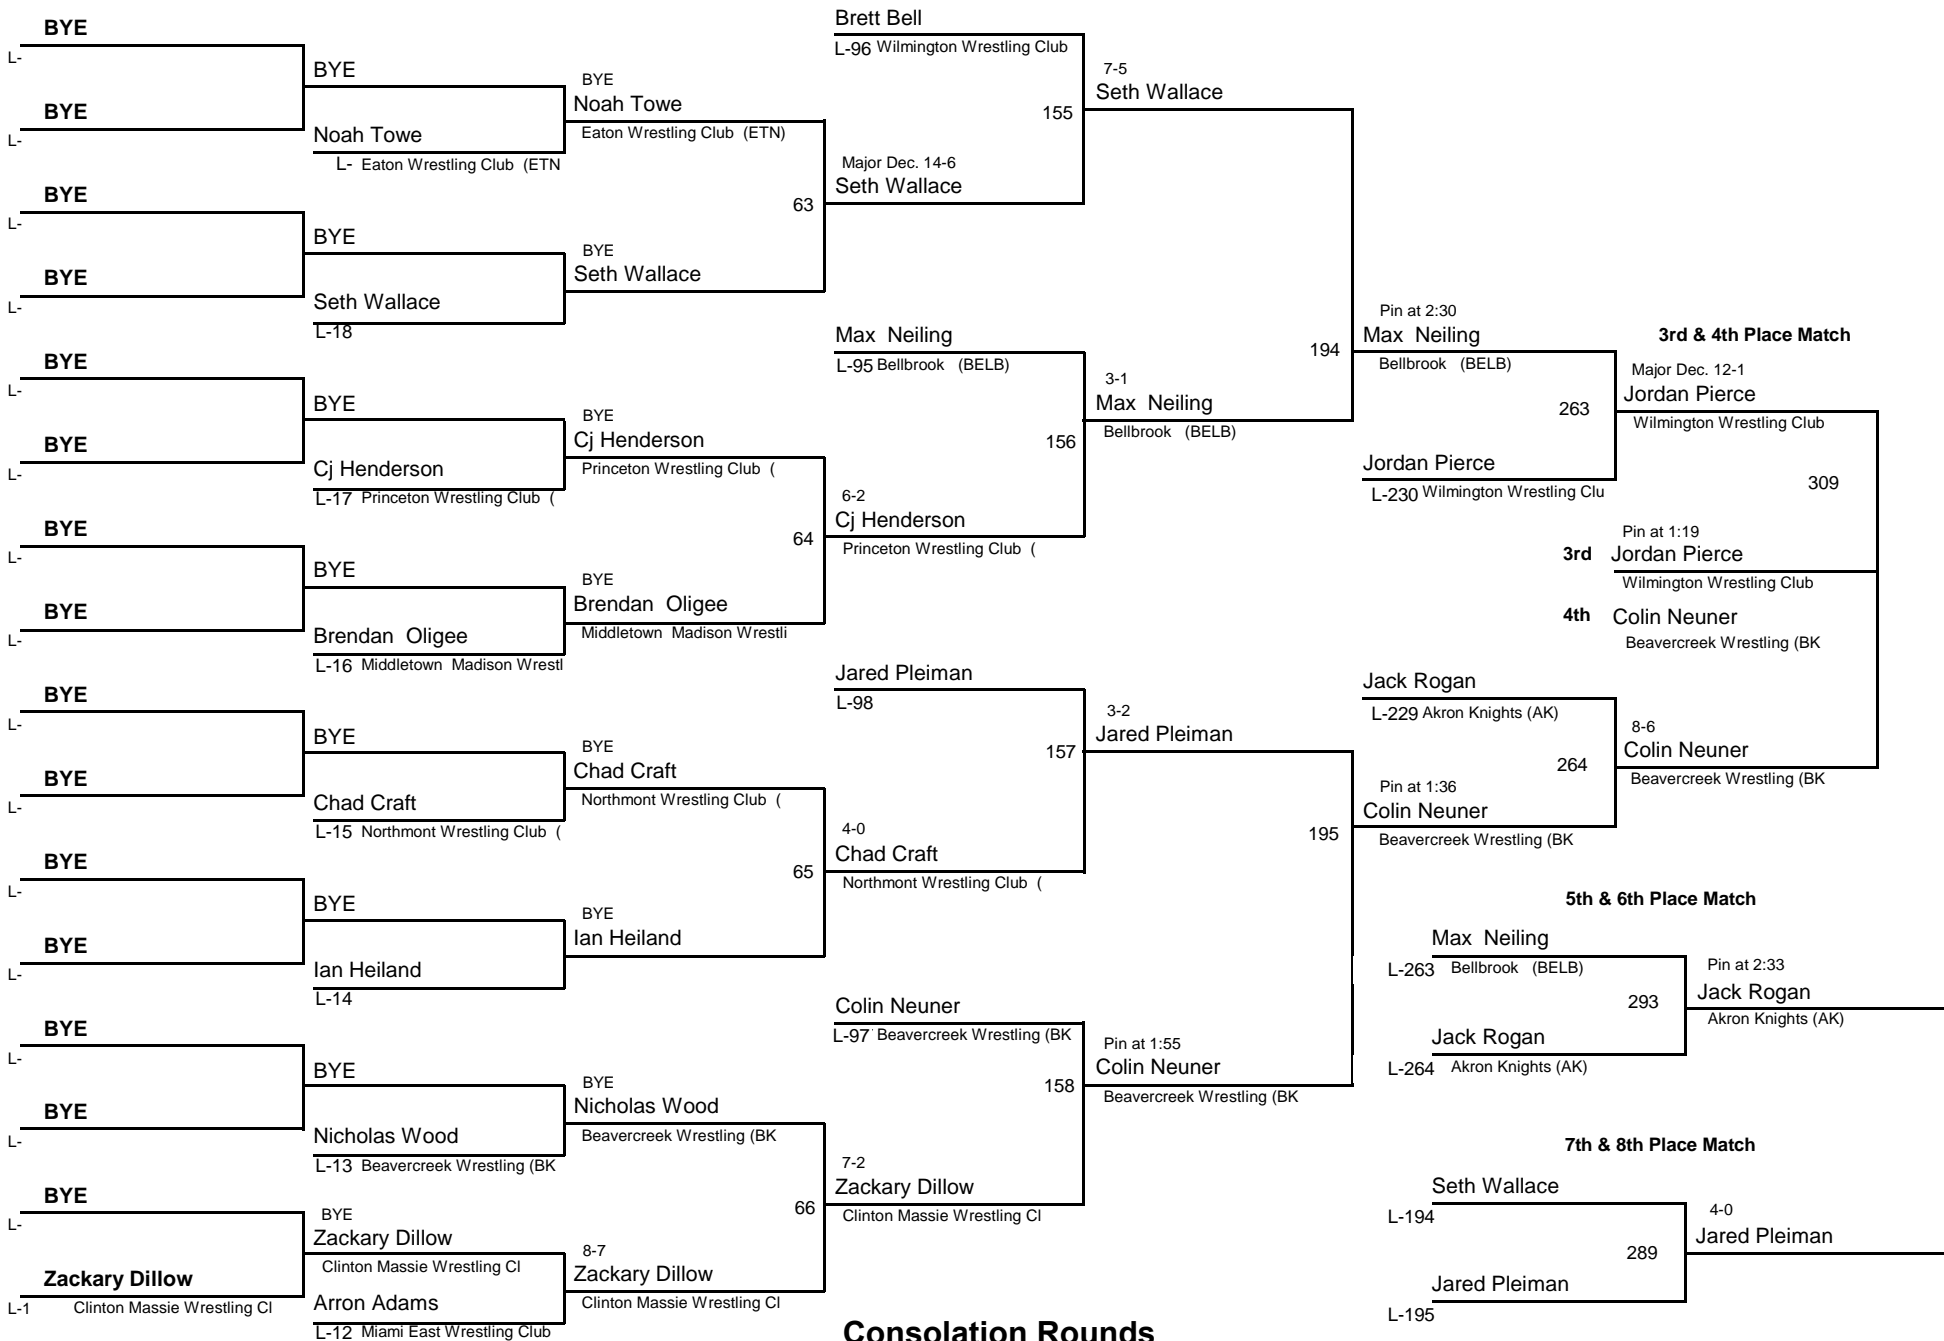 BYE
L-
BYE
L-
BYE
L-
BYE
L-
BYE
L-
BYE
L-
BYE
L-
BYE
L-
BYE
L-
BYE
L-
BYE
L-
BYE
L-
BYE
L-
BYE
L-
BYE
L-
Zackary Dillow
L-1 Clinton Massie Wrestling Cl
BYE
Noah Towe
L- Eaton Wrestling Club (ETN
BYE
Seth Wallace
L-18
BYE
Cj Henderson
L-17 Princeton Wrestling Club (
BYE
Brendan Oligee
L-16 Middletown Madison Wrestl
BYE
Chad Craft
L-15 Northmont Wrestling Club (
BYE
Ian Heiland
L-14
BYE
Nicholas Wood
L-13 Beavercreek Wrestling (BK
BYE
Zackary Dillow
Clinton Massie Wrestling Cl
Arron Adams
L-12 Miami East Wrestling Club
BYE
Noah Towe
Eaton Wrestling Club (ETN)
63
BYE
Seth Wallace
BYE
Cj Henderson
Princeton Wrestling Club (
64
BYE
Brendan Oligee
Middletown Madison Wrestli
BYE
Chad Craft
Northmont Wrestling Club (
65
BYE
Ian Heiland
BYE
Nicholas Wood
Beavercreek Wrestling (BK
66
8-7
Zackary Dillow
Clinton Massie Wrestling Cl
Brett Bell
L-96 Wilmington Wrestling Club
155
Major Dec. 14-6
Seth Wallace
Max Neiling
L-95 Bellbrook (BELB)
156
6-2
Cj Henderson
Princeton Wrestling Club (
Jared Pleiman
L-98
157
4-0
Chad Craft
Northmont Wrestling Club (
Colin Neuner
L-97 Beavercreek Wrestling (BK
158
7-2
Zackary Dillow
Clinton Massie Wrestling Cl
7-5
Seth Wallace
194
3-1
Max Neiling
Bellbrook (BELB)
3-2
Jared Pleiman
195
Pin at 1:55
Colin Neuner
Beavercreek Wrestling (BK
Pin at 2:30
Max Neiling
Bellbrook (BELB)
263
Jordan Pierce
L-230 Wilmington Wrestling Clu
Jack Rogan
L-229 Akron Knights (AK)
264
Pin at 1:36
Colin Neuner
Beavercreek Wrestling (BK
3rd & 4th Place Match
Major Dec. 12-1
Jordan Pierce
Wilmington Wrestling Club
309
Pin at 1:19
3rd Jordan Pierce
Wilmington Wrestling Club
4th Colin Neuner
Beavercreek Wrestling (BK
8-6
Colin Neuner
Beavercreek Wrestling (BK
5th & 6th Place Match
Max Neiling
L-263 Bellbrook (BELB)
293
Jack Rogan
L-264 Akron Knights (AK)
Pin at 2:33
Jack Rogan
Akron Knights (AK)
7th & 8th Place Match
Seth Wallace
L-194
289
Jared Pleiman
L-195
4-0
Jared Pleiman
Consolation Rounds